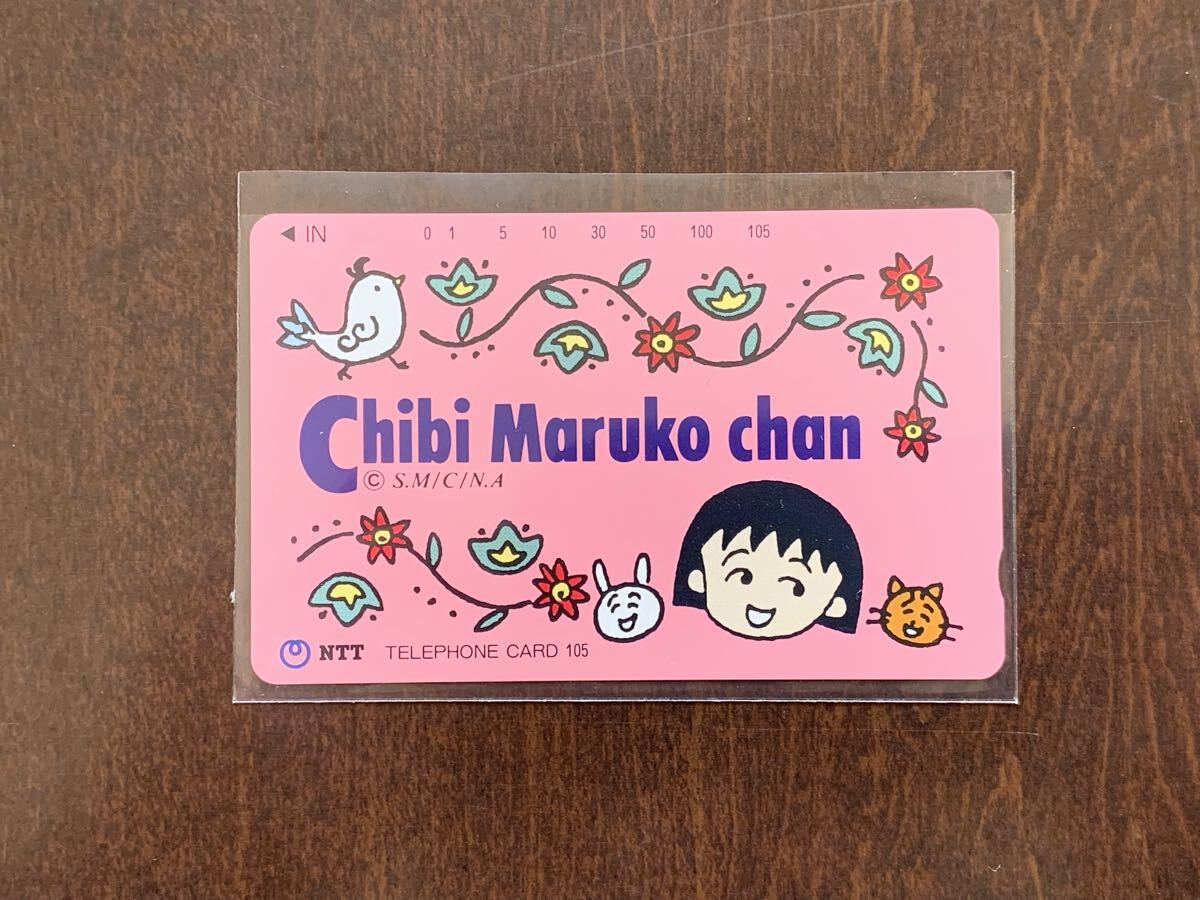 ◀ IN 0 1 5 10 30 50 100 105
Chibi Maruko chan
© S.M/C/N.A
NTT TELEPHONE CARD 105